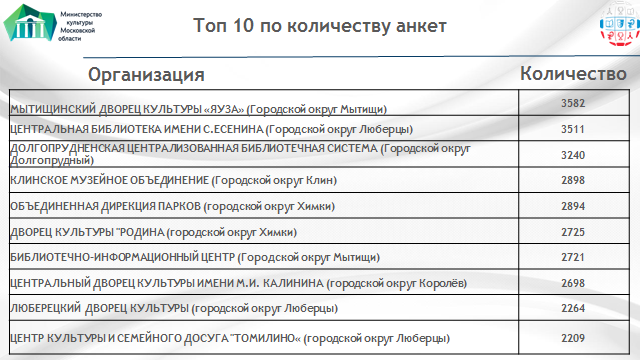 Министерство
культуры
Московской
области
Топ 10 по количеству анкет
Организация Количество
МЫТИЩИНСКИЙ ДВОРЕЦ КУЛЬТУРЫ «ЯУЗА» (Городской округ Мытищи) 3582
ЦЕНТРАЛЬНАЯ БИБЛИОТЕКА ИМЕНИ С.ЕСЕНИНА (Городской округ Люберцы) 3511
ДОЛГОПРУДНЕНСКАЯ ЦЕНТРАЛИЗОВАННАЯ БИБЛИОТЕЧНАЯ СИСТЕМА (Городской округ
Долгопрудный) 3240
КЛИНСКОЕ МУЗЕЙНОЕ ОБЪЕДИНЕНИЕ (Городской округ Клин) 2898
ОБЪЕДИНЕННАЯ ДИРЕКЦИЯ ПАРКОВ (городской округ Химки) 2894
ДВОРЕЦ КУЛЬТУРЫ "РОДИНА (городской округ Химки) 2725
БИБЛИОТЕЧНО-ИНФОРМАЦИОННЫЙ ЦЕНТР (Городской округ Мытищи) 2721
ЦЕНТРАЛЬНЫЙ ДВОРЕЦ КУЛЬТУРЫ ИМЕНИ М.И. КАЛИНИНА (городской округ Королёв) 2698
ЛЮБЕРЕЦКИЙ ДВОРЕЦ КУЛЬТУРЫ (городской округ Люберцы) 2264
ЦЕНТР КУЛЬТУРЫ И СЕМЕЙНОГО ДОСУГА "ТОМИЛИНО« (городской округ Люберцы) 2209